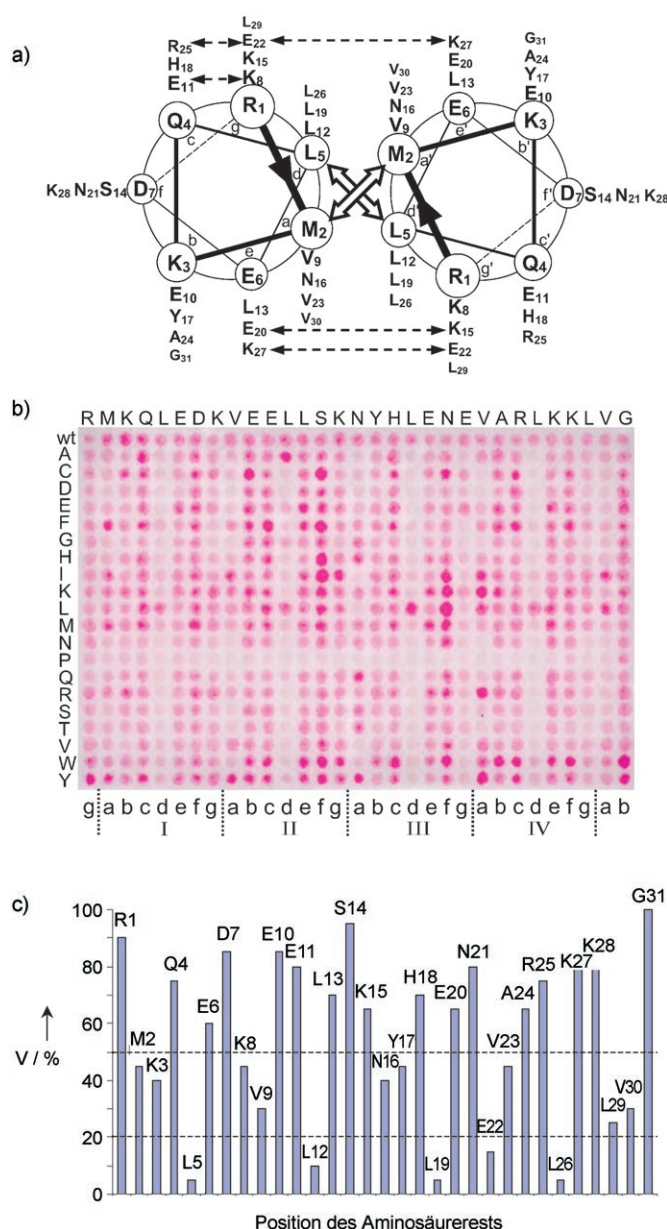 a)
L29
R25 E22 K27 G31
H18 K15 V30 E20 A24
E11 K8 L26 V23 L13 Y17
L19 N16 E10
L12 V9
Q4 R1 E6 K3
c g L5 M2 e' b'
d a'
K28 N21 S14 D7 f f' D7 S14 N21 K28
a d'
b e M2 L5 g' c'
K3 E6 R1 Q4
E10 L13 V9 L12 K8 E11
Y17 E20 N16 L19 K15 H18
A24 K27 V23 L26 E22 R25
G31 V30 L29
b)
R M K Q L E D K V E E L L S K N Y H L E N E V A R L K K L V G
wt
A
C
D
E
F
G
H
I
K
L
M
N
P
Q
R
S
T
V
W
Y
g a b c d e f g a b c d e f g a b c d e f g a b c d e f g a b
I II III IV
c)
100
80
60
40
20
0
V / %
R1 M2 K3 Q4 L5 E6 D7 K8 V9 E10 E11 L12 L13 S14 K15 N16 Y17 H18 L19 E20 N21 E22 V23 A24 R25 L26 K27 K28 L29 V30 G31
Position des Aminosäurerests